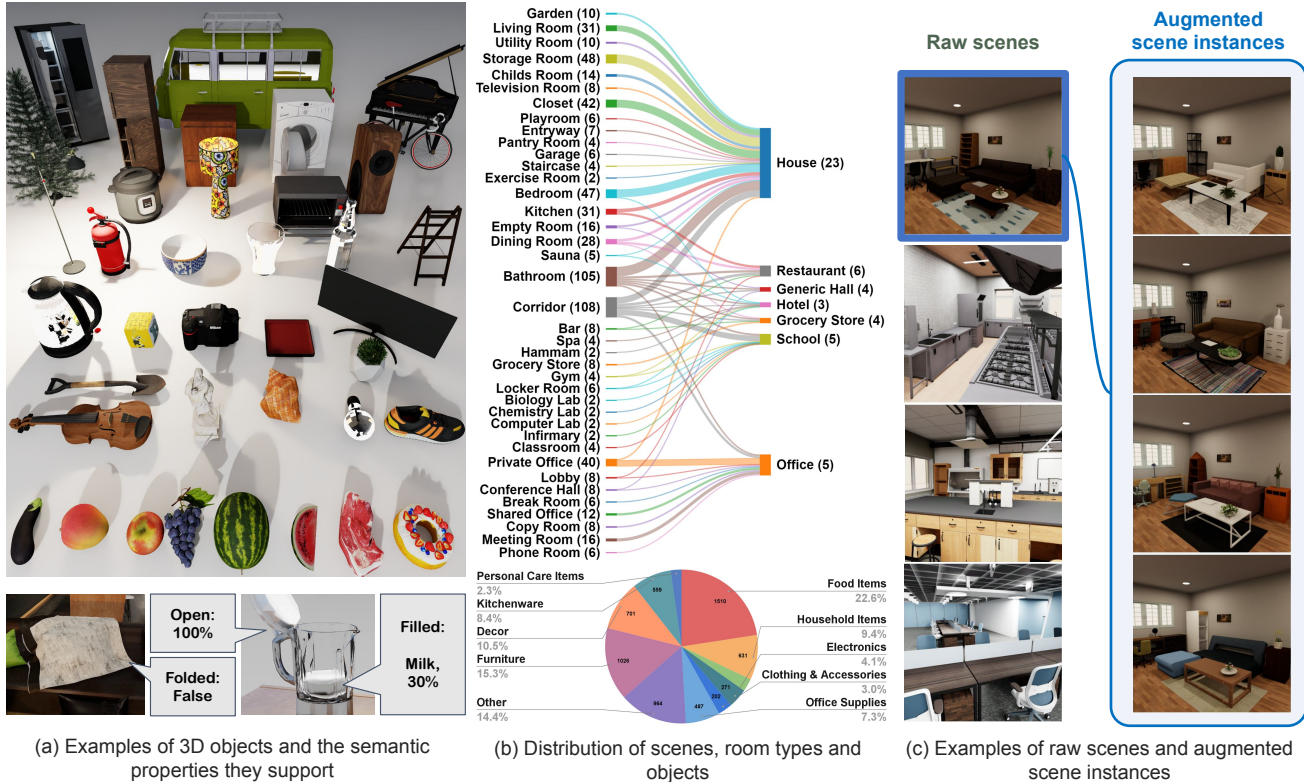 Open:
100%
Folded:
False
Filled:
Milk,
30%
(a) Examples of 3D objects and the semantic
properties they support
Garden (10)
Living Room (31)
Utility Room (10)
Storage Room (48)
Childs Room (14)
Television Room (8)
Closet (42)
Playroom (6)
Entryway (7)
Pantry Room (4)
Garage (6)
Staircase (4)
Exercise Room (2)
Bedroom (47)
Kitchen (31)
Empty Room (16)
Dining Room (28)
Sauna (5)
Bathroom (105)
Corridor (108)
Bar (8)
Spa (4)
Hammam (2)
Grocery Store (8)
Gym (4)
Locker Room (6)
Biology Lab (2)
Chemistry Lab (2)
Computer Lab (2)
Infirmary (2)
Classroom (4)
Private Office (40)
Lobby (8)
Conference Hall (8)
Break Room (6)
Shared Office (12)
Copy Room (8)
Meeting Room (16)
Phone Room (6)
House (23)
Restaurant (6)
Generic Hall (4)
Hotel (3)
Grocery Store (4)
School (5)
Office (5)
Personal Care Items
2.3%
Kitchenware
8.4%
Decor
10.5%
Furniture
15.3%
Other
14.4%
559
701
1026
964
487
202
271
631
1510
Food Items
22.6%
Household Items
9.4%
Electronics
4.1%
Clothing & Accessories
3.0%
Office Supplies
7.3%
(b) Distribution of scenes, room types and
objects
Raw scenes
Augmented
scene instances
(c) Examples of raw scenes and augmented
scene instances